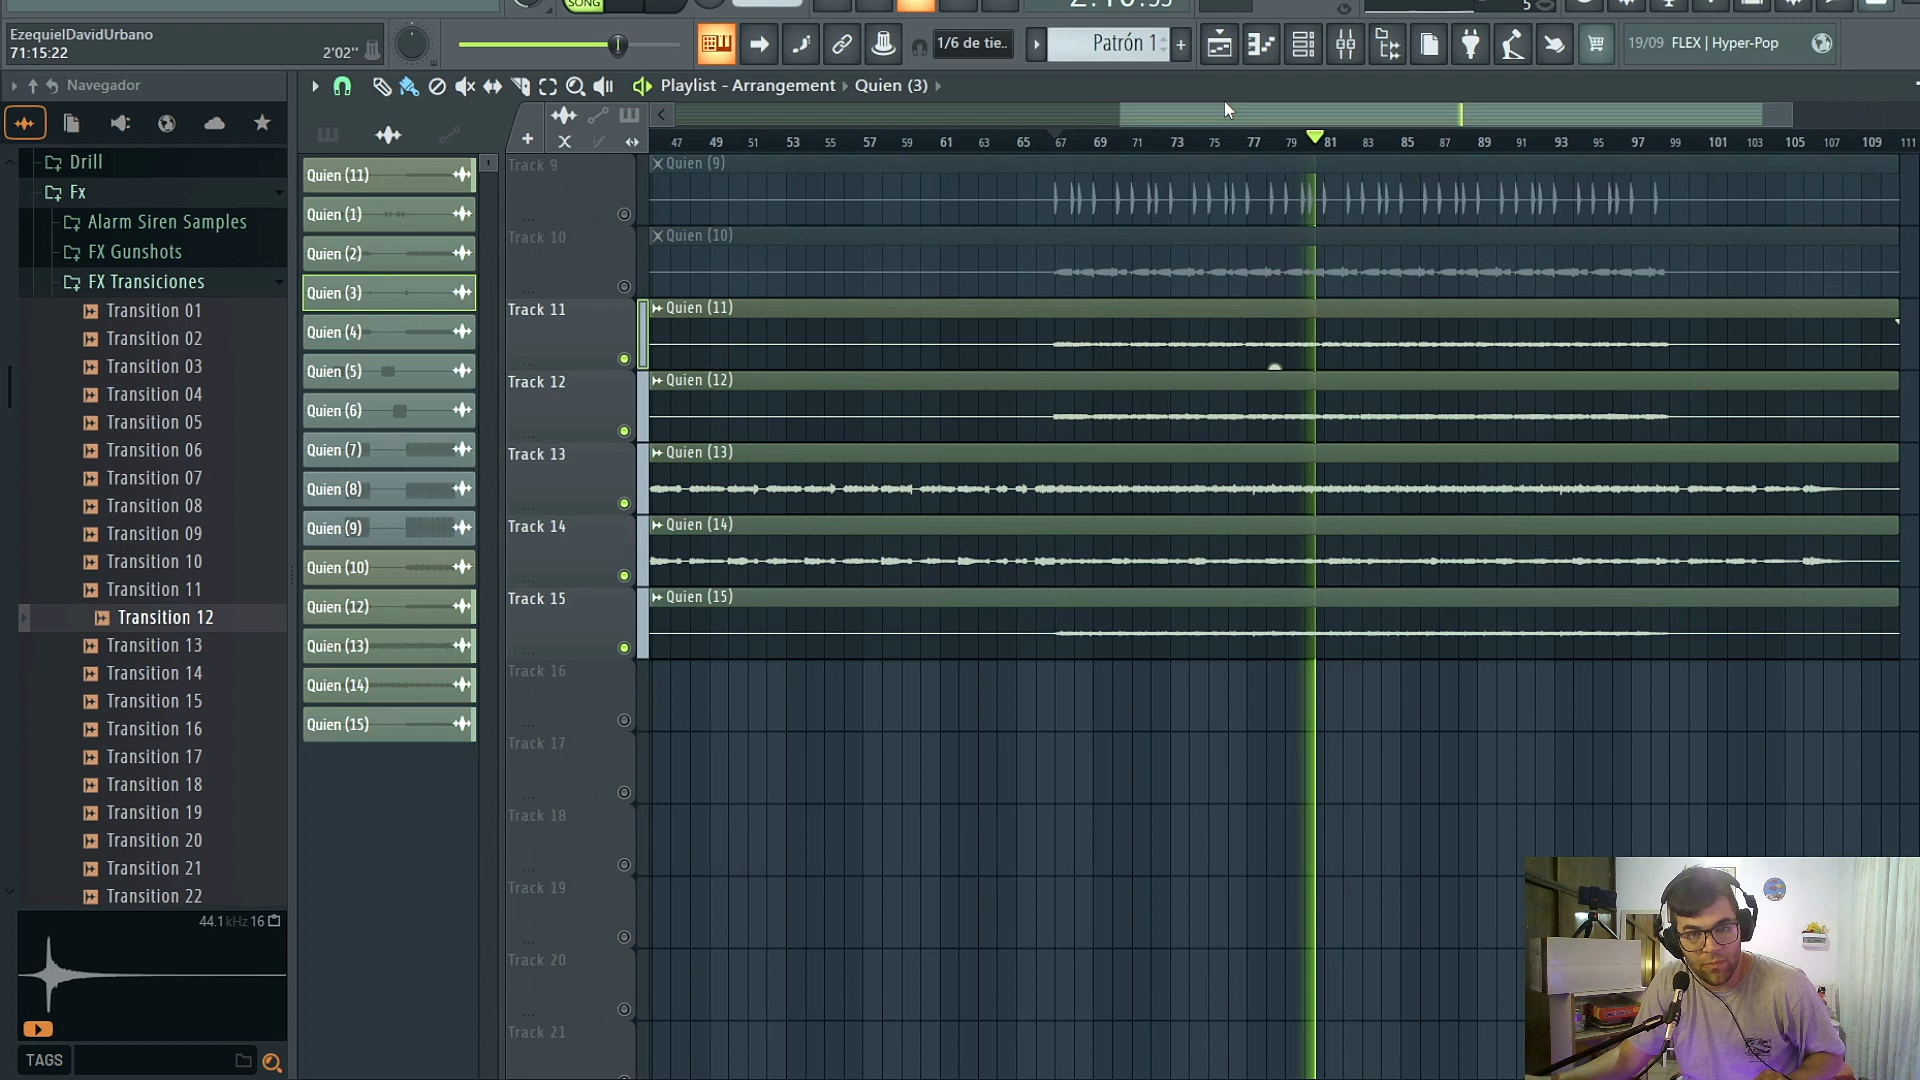 SONG
5
EzequielDavidUrbano
71:15:22
2'02"
1/6 de tie..
Patrón 1
+
19/09 FLEX | Hyper-Pop
Navegador
Playlist - Arrangement
Quien (3)
47 49 51 53 55 57 59 61 63 65 67 69 71 73 75 77 79 81 83 85 87 89 91 93 95 97 99 101 103 105 107 109 111
Drill
Fx
Alarm Siren Samples
FX Gunshots
FX Transiciones
Transition 01
Transition 02
Transition 03
Transition 04
Transition 05
Transition 06
Transition 07
Transition 08
Transition 09
Transition 10
Transition 11
Transition 12
Transition 13
Transition 14
Transition 15
Transition 16
Transition 17
Transition 18
Transition 19
Transition 20
Transition 21
Transition 22
44.1kHz 16
TAGS
Quien (11)
Quien (1)
Quien (2)
Quien (3)
Quien (4)
Quien (5)
Quien (6)
Quien (7)
Quien (8)
Quien (9)
Quien (10)
Quien (12)
Quien (13)
Quien (14)
Quien (15)
Track 9
Quien (9)
Track 10
Quien (10)
Track 11
Quien (11)
Track 12
Quien (12)
Track 13
Quien (13)
Track 14
Quien (14)
Track 15
Quien (15)
Track 16
Track 17
Track 18
Track 19
Track 20
Track 21